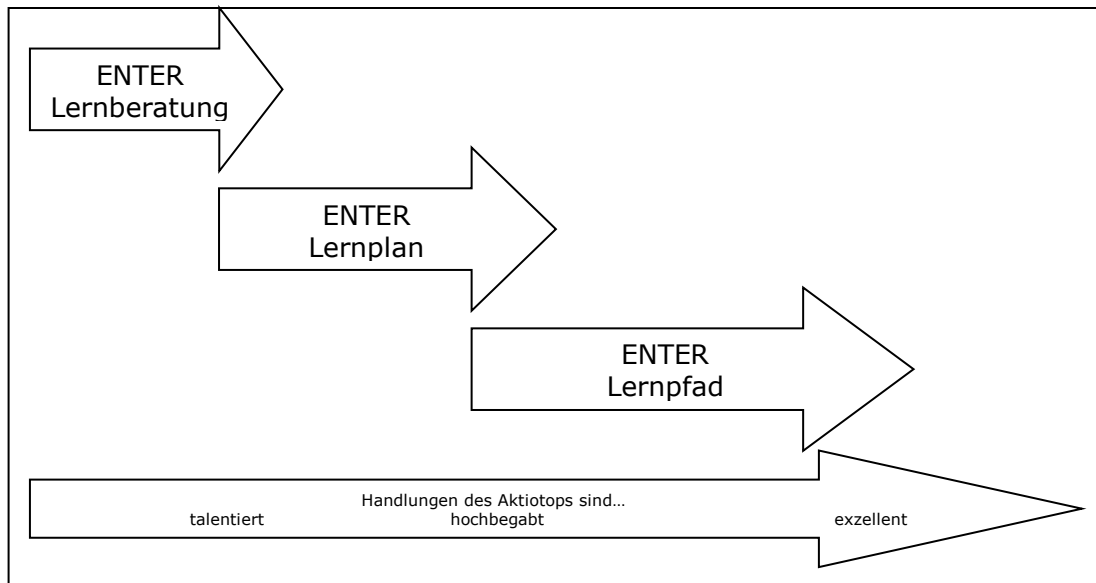 ENTER
Lernberatung
ENTER
Lernplan
ENTER
Lernpfad
Handlungen des Aktiotops sind…
talentiert hochbegabt exzellent